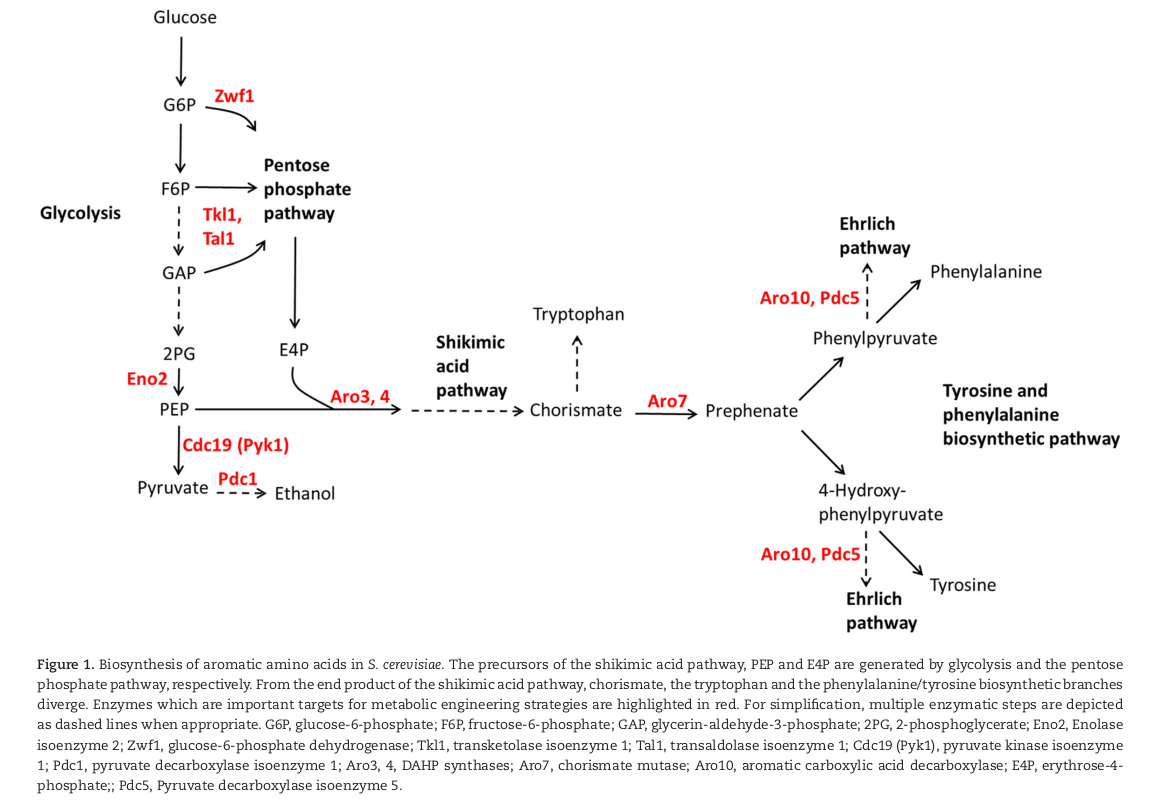 Glucose
G6P
Zwf1
Pentose
phosphate
pathway
F6P
Glycolysis
Tkl1,
Tal1
GAP
2PG
E4P
Eno2
PEP
Aro3, 4
Cdc19 (Pyk1)
Pyruvate
Pdc1
Ethanol
Shikimic
acid
pathway
Tryptophan
Chorismate
Aro7
Prephenate
Ehrlich
pathway
Aro10, Pdc5
Phenylalanine
Phenylpyruvate
Tyrosine and
phenylalanine
biosynthetic pathway
4-Hydroxy-
phenylpyruvate
Aro10, Pdc5
Tyrosine
Ehrlich
pathway
Figure 1. Biosynthesis of aromatic amino acids in S. cerevisiae. The precursors of the shikimic acid pathway, PEP and E4P are generated by glycolysis and the pentose
phosphate pathway, respectively. From the end product of the shikimic acid pathway, chorismate, the tryptophan and the phenylalanine/tyrosine biosynthetic branches
diverge. Enzymes which are important targets for metabolic engineering strategies are highlighted in red. For simplification, multiple enzymatic steps are depicted
as dashed lines when appropriate. G6P, glucose-6-phosphate; F6P, fructose-6-phosphate; GAP, glycerin-aldehyde-3-phosphate; 2PG, 2-phosphoglycerate; Eno2, Enolase
isoenzyme 2; Zwf1, glucose-6-phosphate dehydrogenase; Tkl1, transketolase isoenzyme 1; Tal1, transaldolase isoenzyme 1; Cdc19 (Pyk1), pyruvate kinase isoenzyme
1; Pdc1, pyruvate decarboxylase isoenzyme 1; Aro3, 4, DAHP synthases; Aro7, chorismate mutase; Aro10, aromatic carboxylic acid decarboxylase; E4P, erythrose-4-
phosphate;; Pdc5, Pyruvate decarboxylase isoenzyme 5.